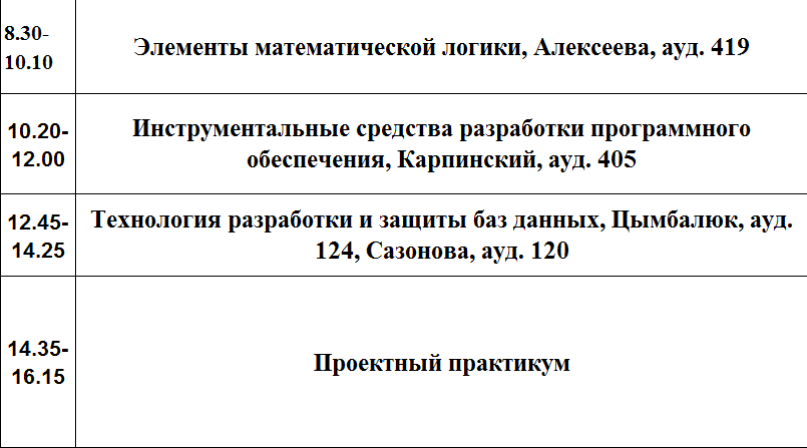 8.30-
10.10
Элементы математической логики, Алексеева, ауд. 419
10.20-
12.00
Инструментальные средства разработки программного
обеспечения, Карпинский, ауд. 405
12.45-
14.25
Технология разработки и защиты баз данных, Цымбалюк, ауд.
124, Сазонова, ауд. 120
14.35-
16.15
Проектный практикум